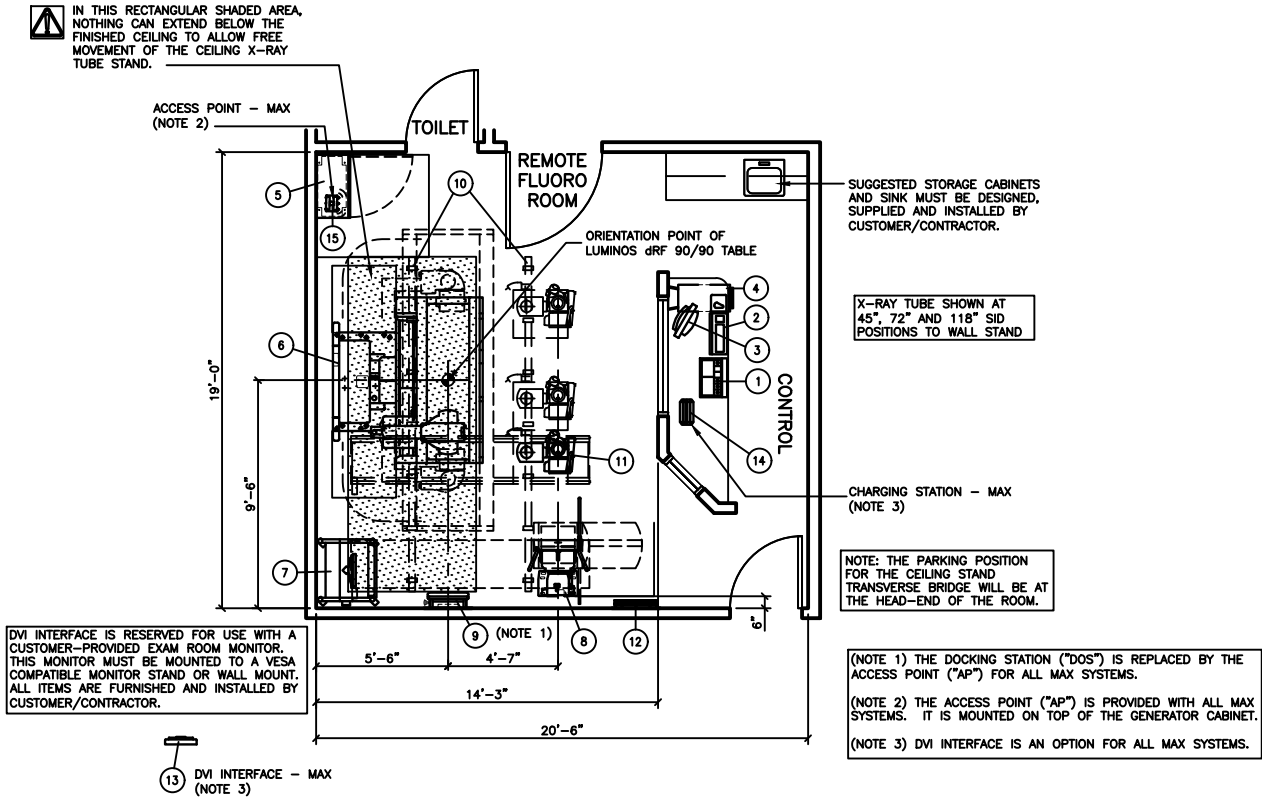 IN THIS RECTANGULAR SHADED AREA,
NOTHING CAN EXTEND BELOW THE
FINISHED CEILING TO ALLOW FREE
MOVEMENT OF THE CEILING X-RAY
TUBE STAND.
ACCESS POINT - MAX
(NOTE 2)
TOILET
REMOTE
FLUORO
ROOM
5
10
15
ORIENTATION POINT OF
LUMINOS dRF 90/90 TABLE
SUGGESTED STORAGE CABINETS
AND SINK MUST BE DESIGNED,
SUPPLIED AND INSTALLED BY
CUSTOMER/CONTRACTOR.
4
2
3
1
X-RAY TUBE SHOWN AT
45", 72" AND 118" SID
POSITIONS TO WALL STAND
6
19'-0"
CONTROL
14
11
9'-6"
CHARGING STATION - MAX
(NOTE 3)
7
NOTE: THE PARKING POSITION
FOR THE CEILING STAND
TRANSVERSE BRIDGE WILL BE AT
THE HEAD-END OF THE ROOM.
9
(NOTE 1)
8
12
6"
DVI INTERFACE IS RESERVED FOR USE WITH A
CUSTOMER-PROVIDED EXAM ROOM MONITOR.
THIS MONITOR MUST BE MOUNTED TO A VESA
COMPATIBLE MONITOR STAND OR WALL MOUNT.
ALL ITEMS ARE FURNISHED AND INSTALLED BY
CUSTOMER/CONTRACTOR.
5'-6"
4'-7"
14'-3"
20'-6"
(NOTE 1) THE DOCKING STATION ("DOS") IS REPLACED BY THE
ACCESS POINT ("AP") FOR ALL MAX SYSTEMS.
(NOTE 2) THE ACCESS POINT ("AP") IS PROVIDED WITH ALL MAX
SYSTEMS. IT IS MOUNTED ON TOP OF THE GENERATOR CABINET.
(NOTE 3) DVI INTERFACE IS AN OPTION FOR ALL MAX SYSTEMS.
13
DVI INTERFACE - MAX
(NOTE 3)